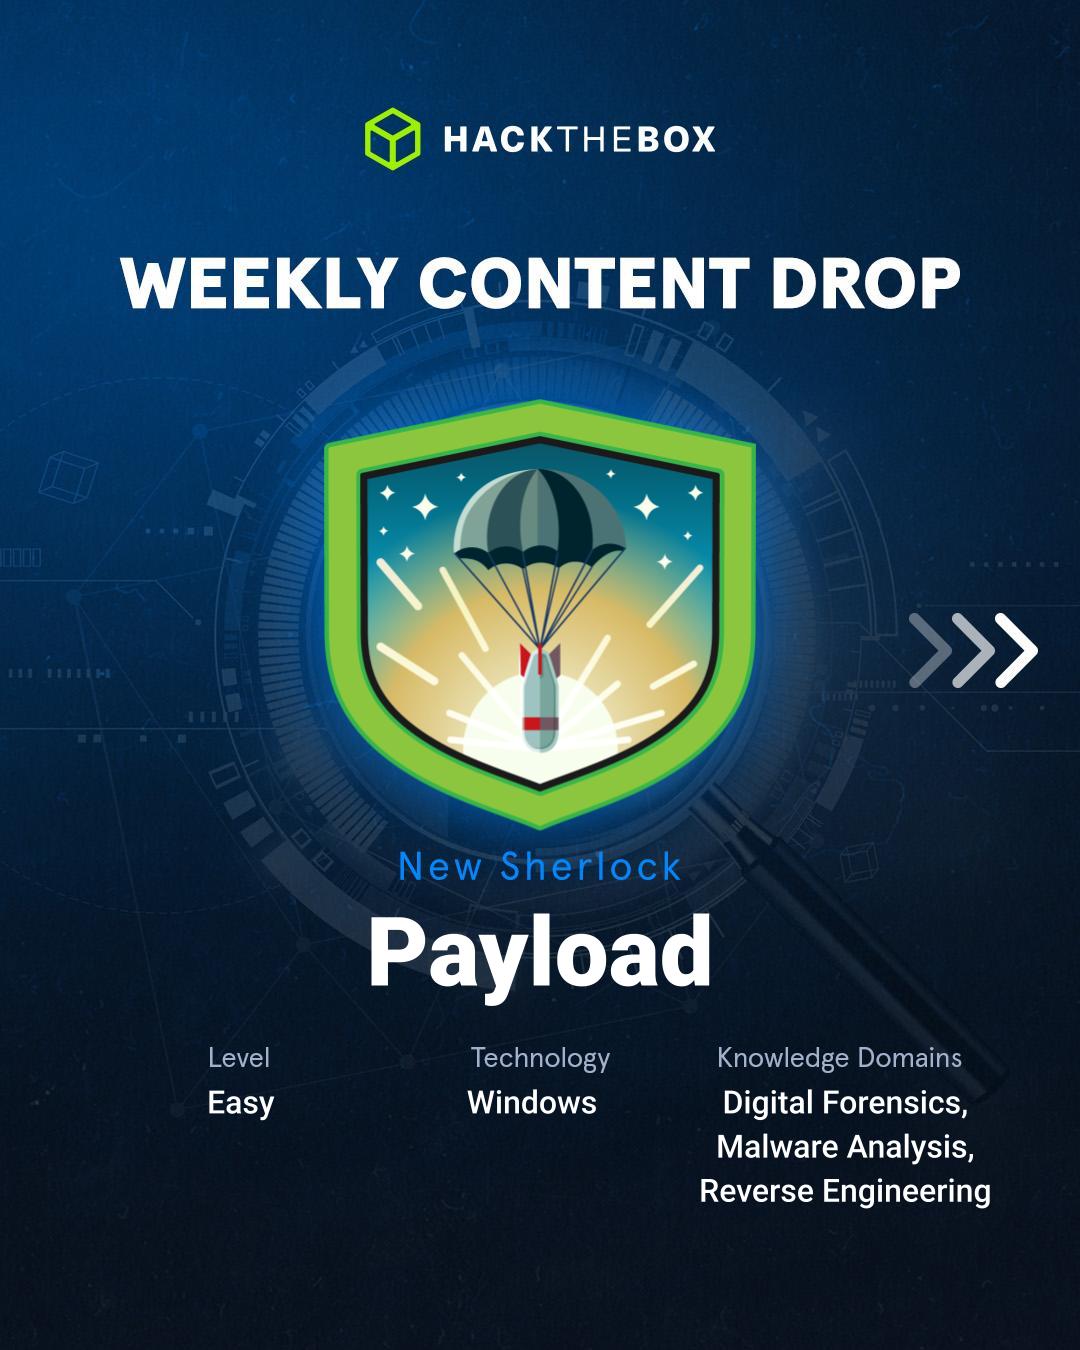 HACKTHEBOX
WEEKLY CONTENT DROP
New Sherlock
Payload
Level
Easy
Technology
Windows
Knowledge Domains
Digital Forensics,
Malware Analysis,
Reverse Engineering